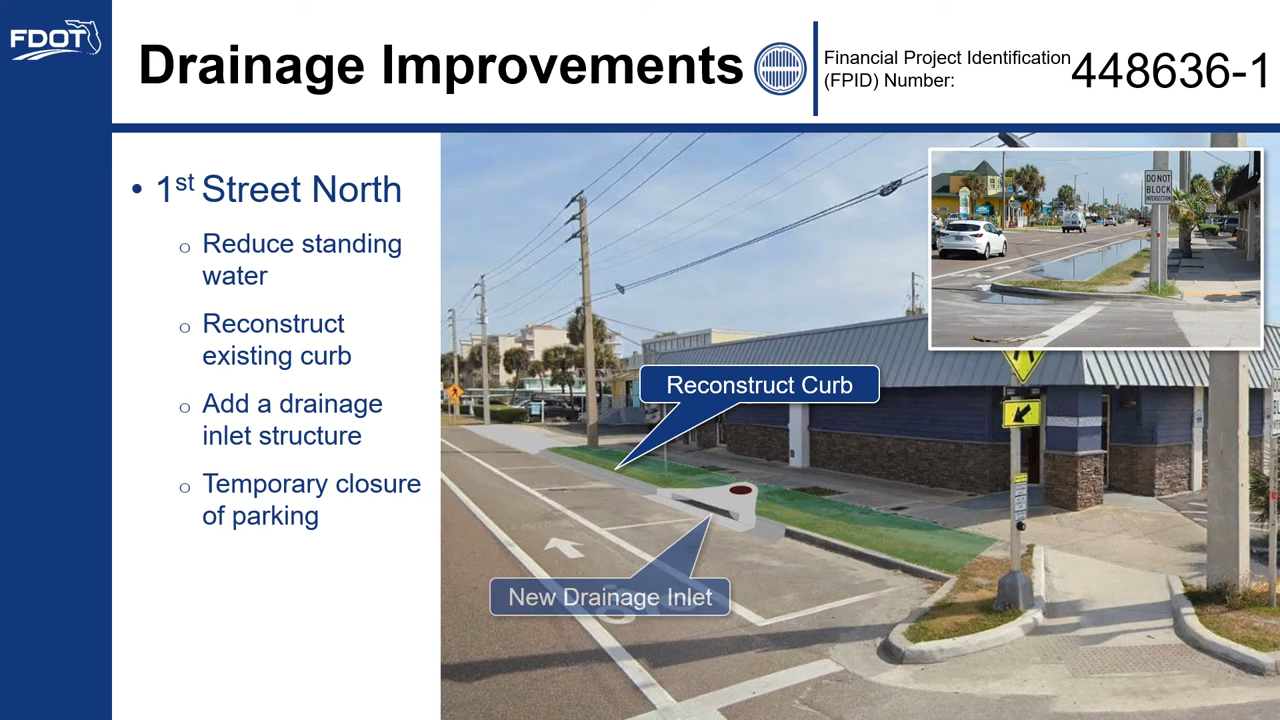 FDOT
Drainage Improvements
Financial Project Identification
(FPID) Number:
448636-1
• 1st Street North
o Reduce standing
water
o Reconstruct
existing curb
o Add a drainage
inlet structure
o Temporary closure
of parking
DO NOT
BLOCK
INTERSECTION
Reconstruct Curb
New Drainage Inlet